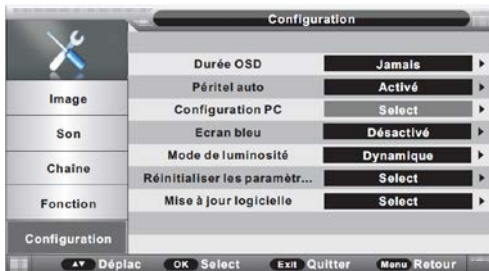 Configuration
Durée OSD Jamais
Péritel auto Activé
Configuration PC Select
Ecran bleu Désactivé
Mode de luminosité Dynamique
Réinitialiser les paramètr... Select
Mise à jour logicielle Select
Image
Son
Chaîne
Fonction
Configuration
Déplac OK Select Exit Quitter Menu Retour